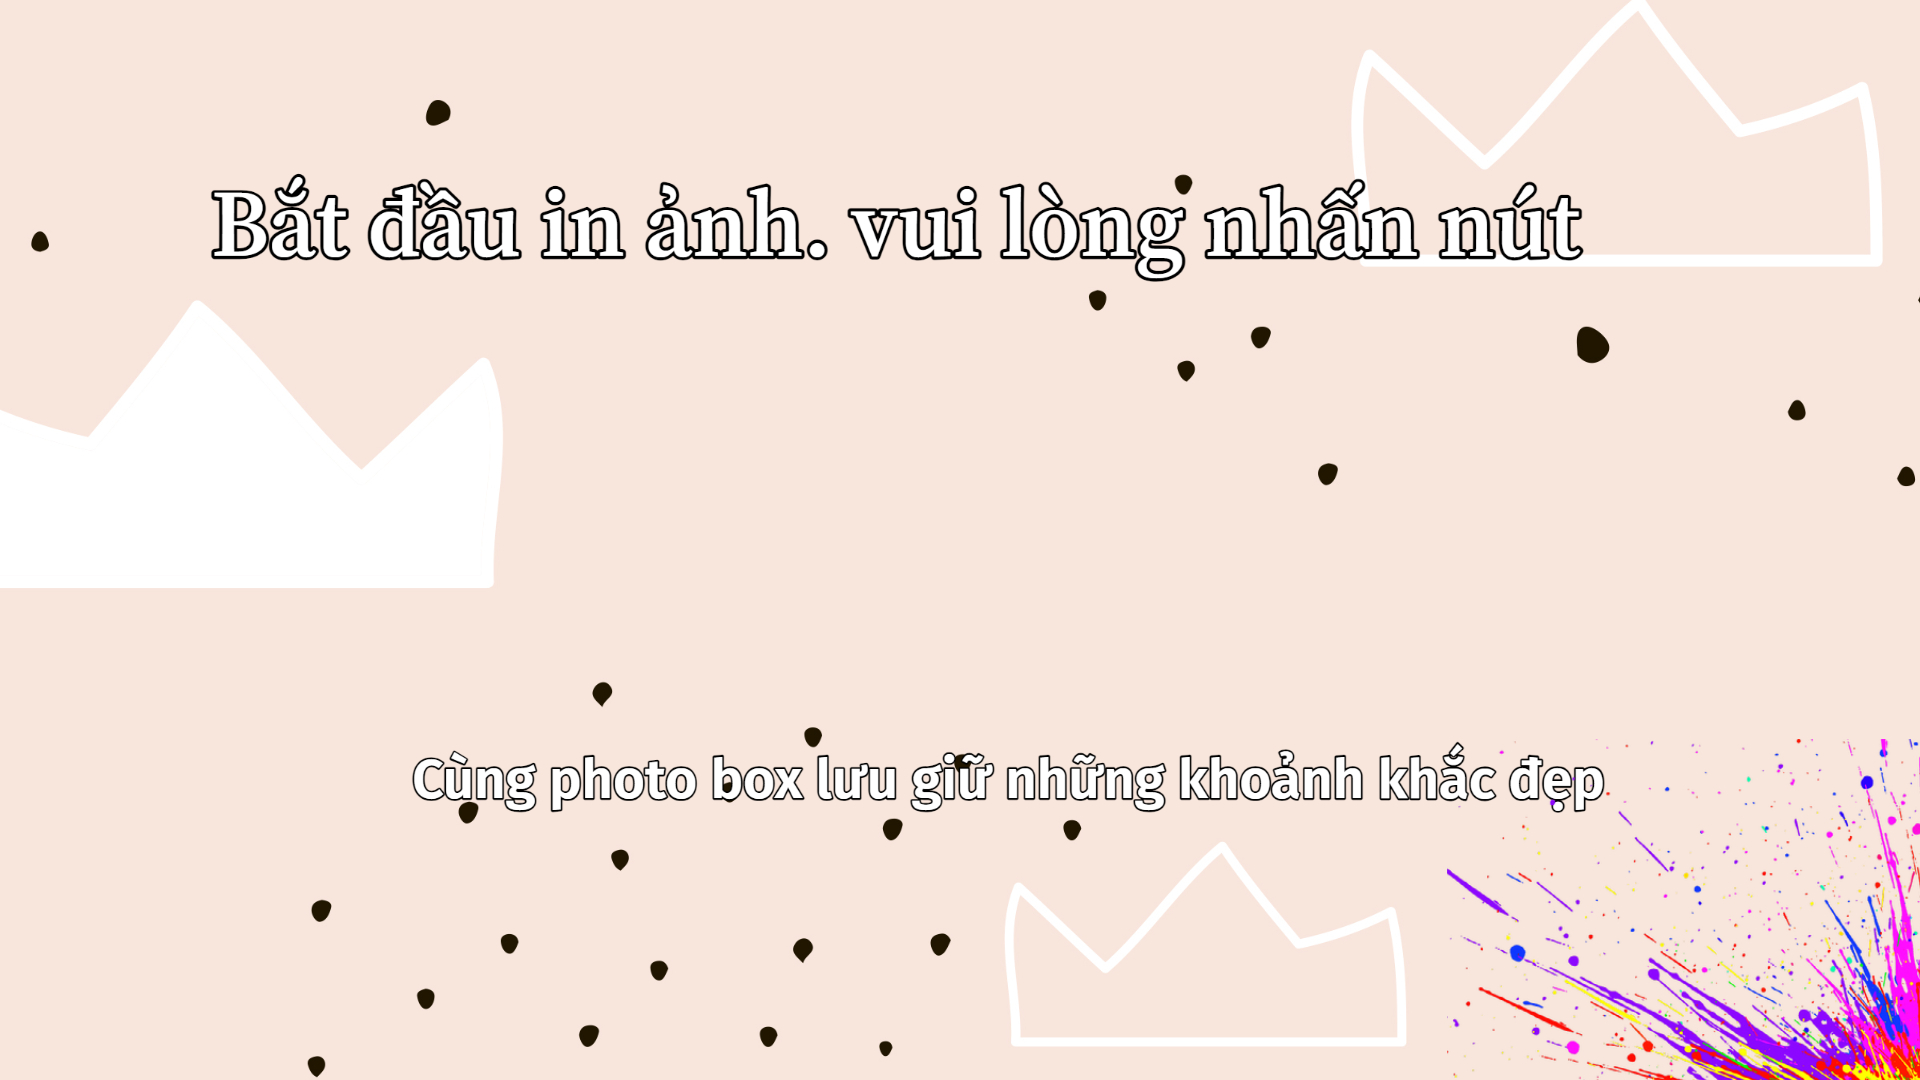 Bắt đầu in ảnh. vui lòng nhấn nút
Cùng photo box lưu giữ những khoảnh khắc đẹp